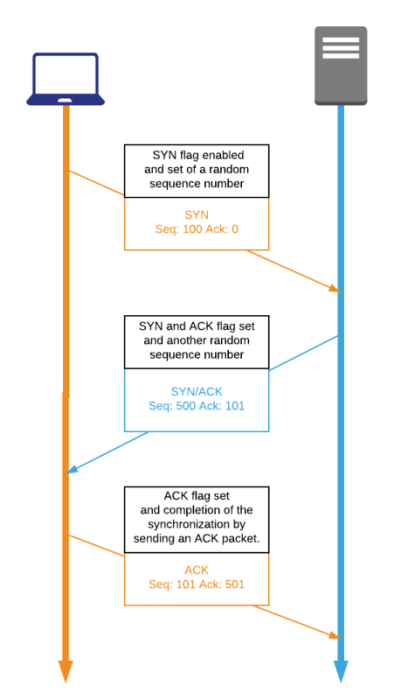 SYN flag enabled
and set of a random
sequence number
SYN
Seq: 100 Ack: 0
SYN and ACK flag set
and another random
sequence number
SYN/ACK
Seq: 500 Ack: 101
ACK flag set
and completion of the
synchronization by
sending an ACK packet.
ACK
Seq: 101 Ack: 501